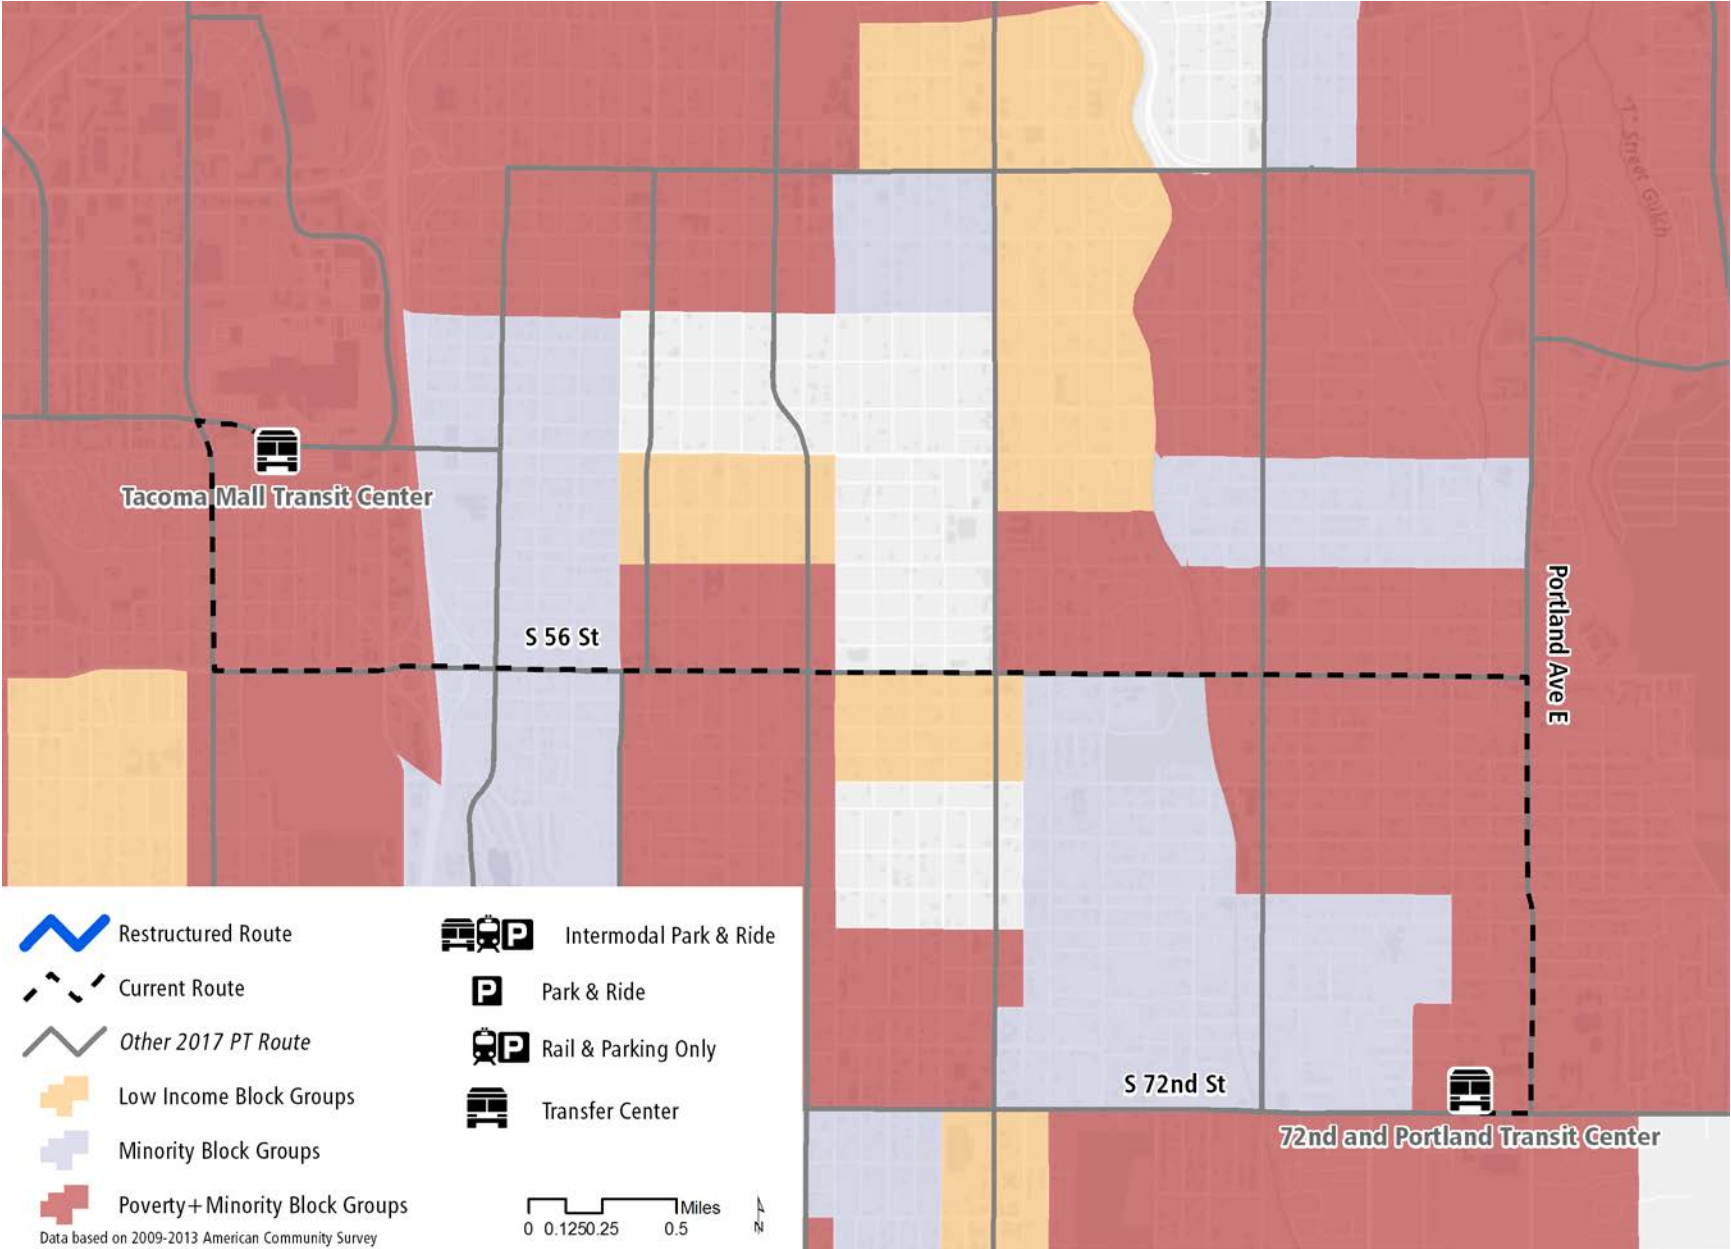 "T" Street Gulch
Tacoma Mall Transit Center
S 56 St
Portland Ave E
S 72nd St
72nd and Portland Transit Center
Restructured Route
Current Route
Other 2017 PT Route
Low Income Block Groups
Minority Block Groups
Poverty+Minority Block Groups
Data based on 2009-2013 American Community Survey
P
Intermodal Park & Ride
P
Park & Ride
P
Rail & Parking Only
Transfer Center
Miles
0 0.1250.25 0.5
N